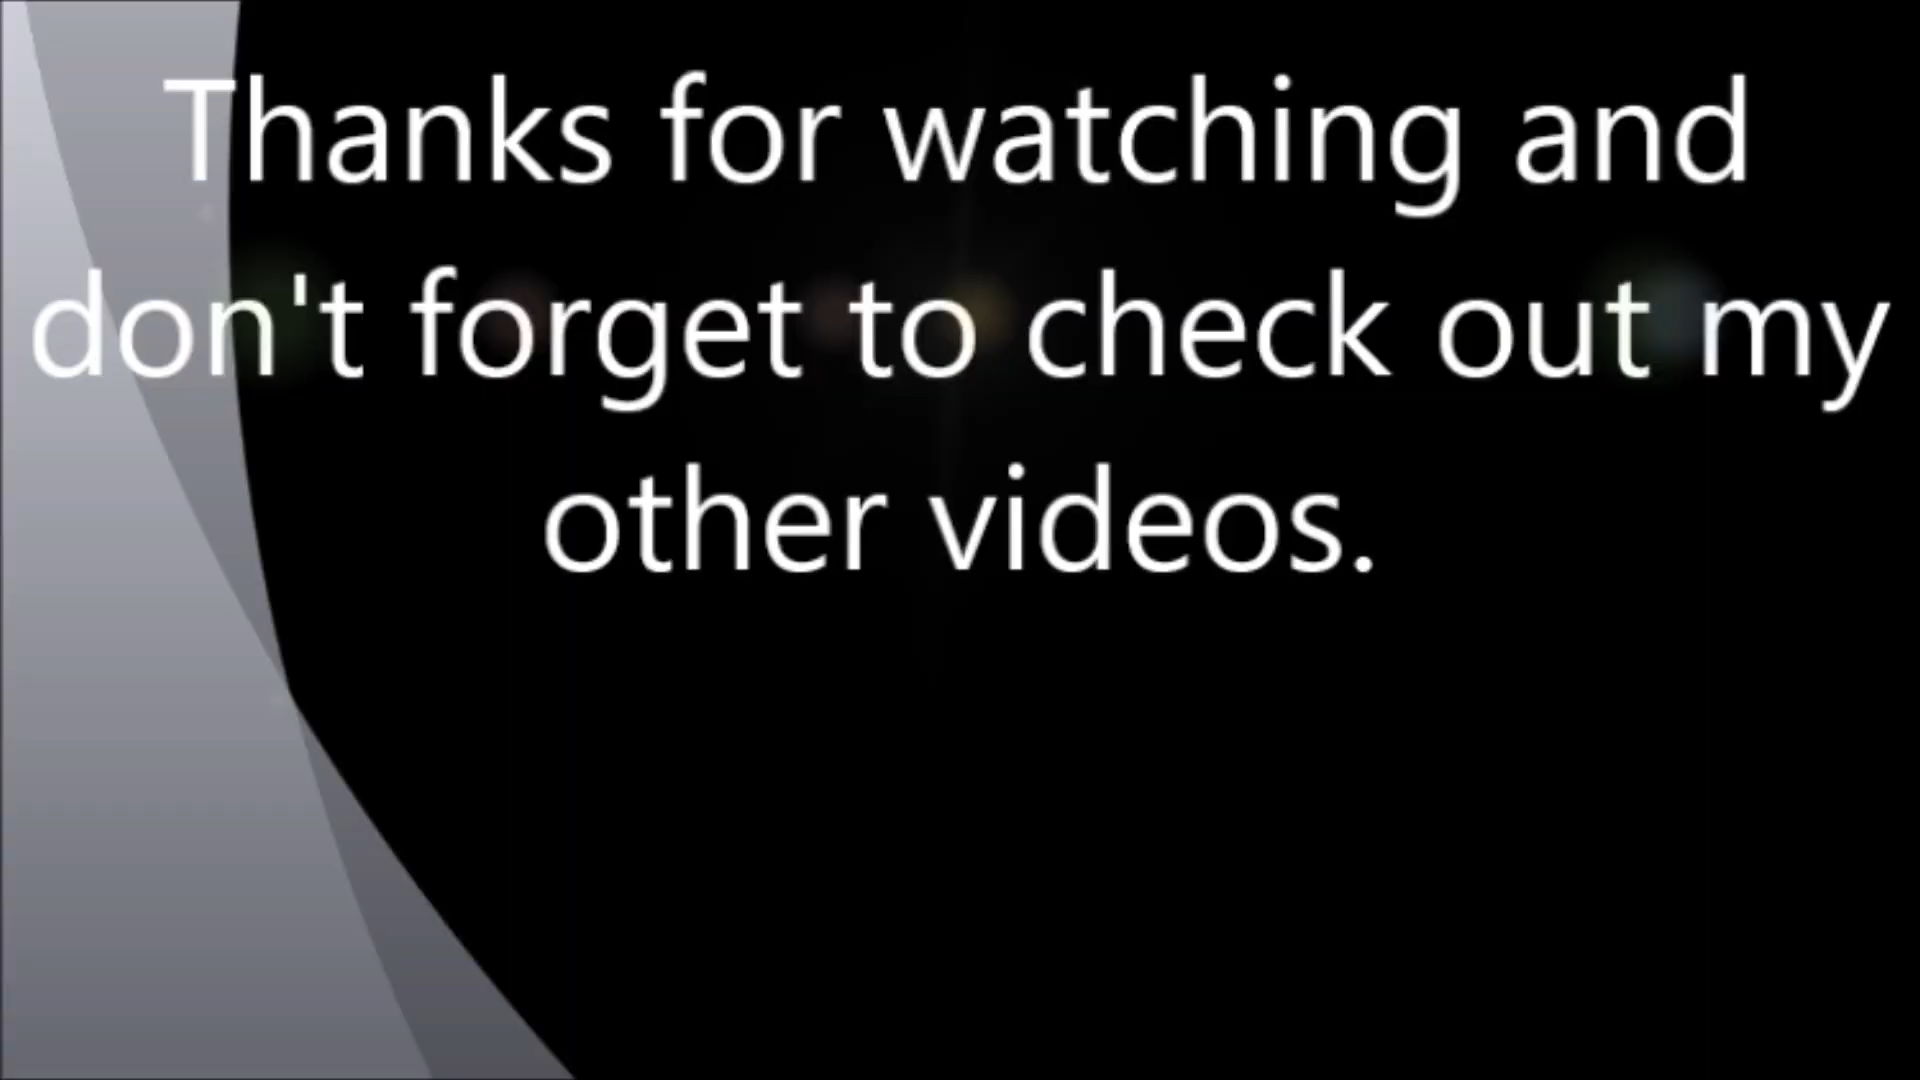 Thanks for watching and
don't forget to check out my
other videos.